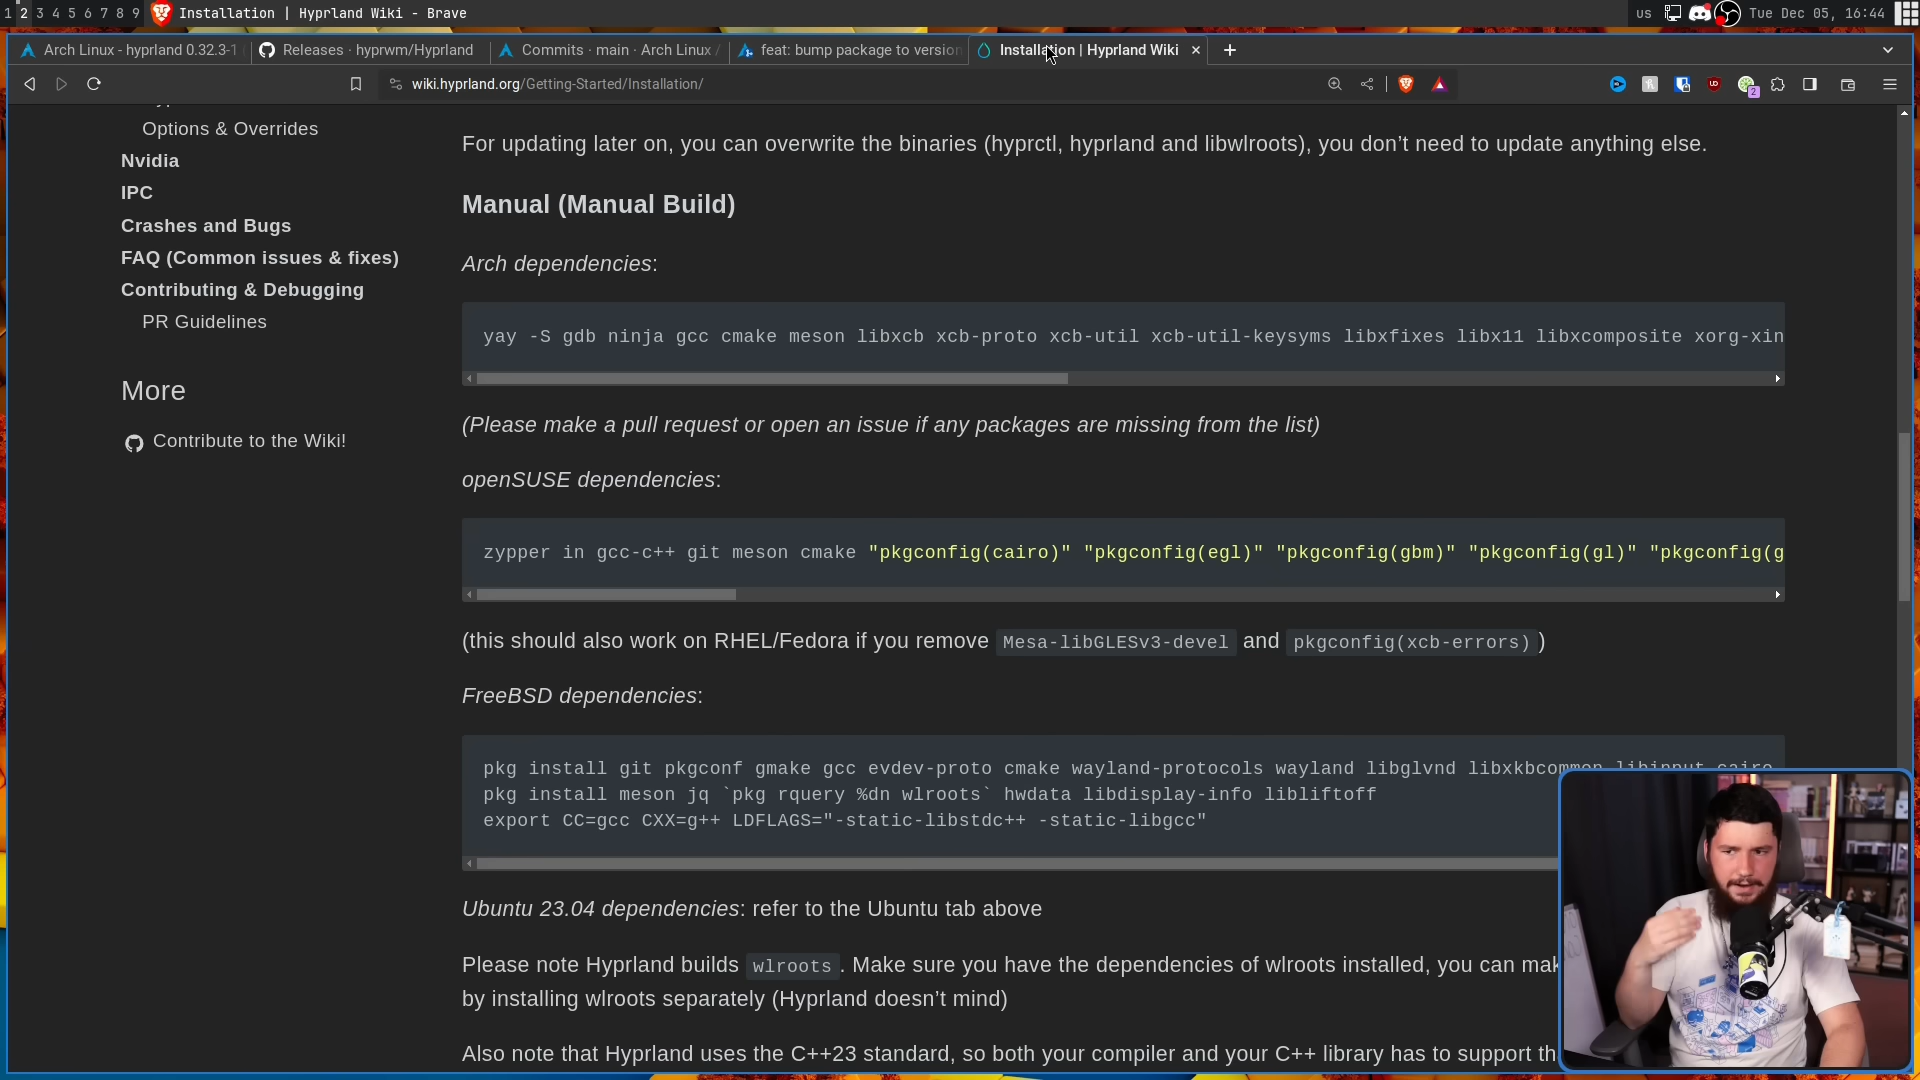 1 2 3 4 5 6 7 8 9 Installation | Hyprland Wiki - Brave
us Tue Dec 05, 16:44
Arch Linux - hyprland 0.32.3-1
Releases · hyprwm/Hyprland
Commits · main · Arch Linux /
feat: bump package to version
Installation | Hyprland Wiki
wiki.hyprland.org/Getting-Started/Installation/
2
Options & Overrides
Nvidia
IPC
Crashes and Bugs
FAQ (Common issues & fixes)
Contributing & Debugging
PR Guidelines
More
Contribute to the Wiki!
For updating later on, you can overwrite the binaries (hyprctl, hyprland and libwlroots), you don’t need to update anything else.
Manual (Manual Build)
Arch dependencies:
yay -S gdb ninja gcc cmake meson libxcb xcb-proto xcb-util xcb-util-keysyms libxfixes libx11 libxcomposite xorg-xin
(Please make a pull request or open an issue if any packages are missing from the list)
openSUSE dependencies:
zypper in gcc-c++ git meson cmake "pkgconfig(cairo)" "pkgconfig(egl)" "pkgconfig(gbm)" "pkgconfig(gl)" "pkgconfig(g
(this should also work on RHEL/Fedora if you remove Mesa-libGLESv3-devel and pkgconfig(xcb-errors) )
FreeBSD dependencies:
pkg install git pkgconf gmake gcc evdev-proto cmake wayland-protocols wayland libglvnd libxkbcommon libinput cairo
pkg install meson jq `pkg rquery %dn wlroots` hwdata libdisplay-info libliftoff
export CC=gcc CXX=g++ LDFLAGS="-static-libstdc++ -static-libgcc"
Ubuntu 23.04 dependencies: refer to the Ubuntu tab above
Please note Hyprland builds wlroots . Make sure you have the dependencies of wlroots installed, you can mak
by installing wlroots separately (Hyprland doesn’t mind)
Also note that Hyprland uses the C++23 standard, so both your compiler and your C++ library has to support th